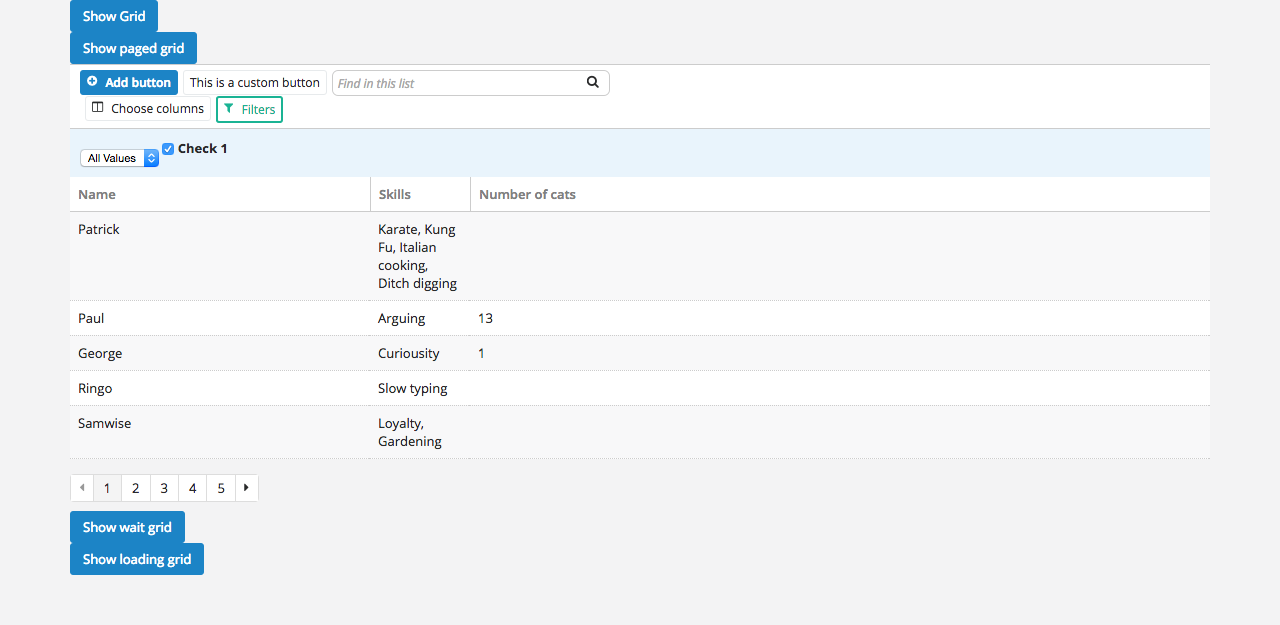 Show Grid
Show paged grid
Add button This is a custom button Find in this list
Choose columns Filters
All Values Check 1
Name Skills Number of cats
Patrick Karate, Kung
Fu, Italian
cooking,
Ditch digging
Paul Arguing 13
George Curiousity 1
Ringo Slow typing
Samwise Loyalty,
Gardening
1 2 3 4 5
Show wait grid
Show loading grid